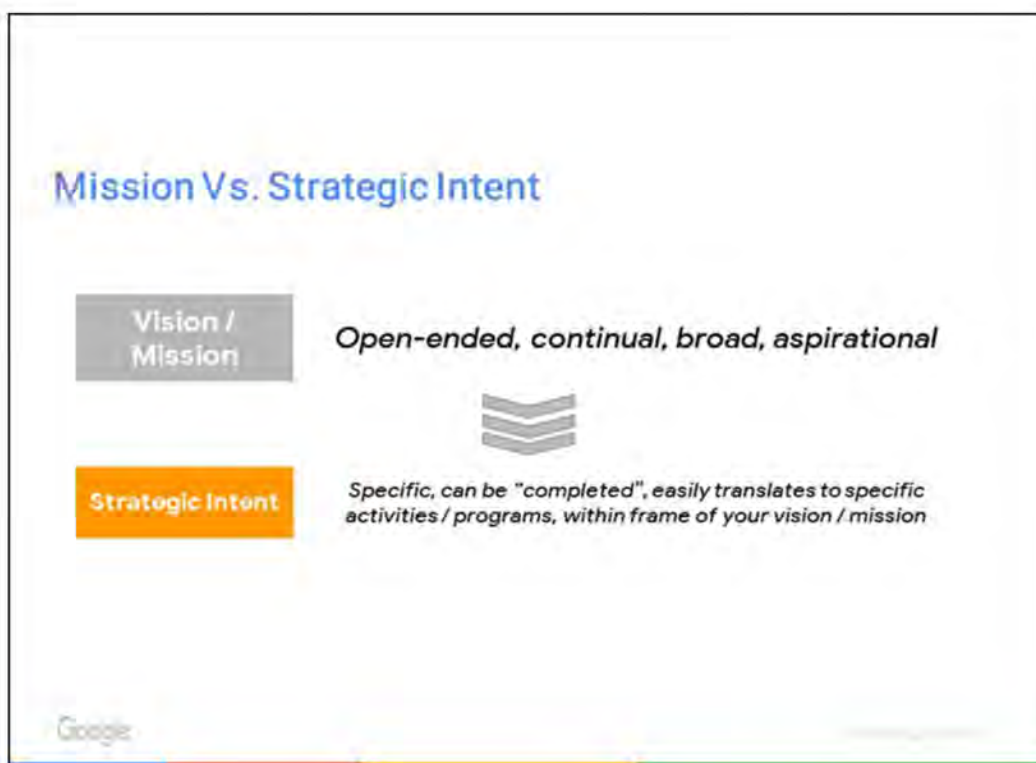 Mission Vs. Strategic Intent
Vision /
Mission
Open-ended, continual, broad, aspirational
Strategic Intent
Specific, can be "completed", easily translates to specific
activities / programs, within frame of your vision / mission
Google